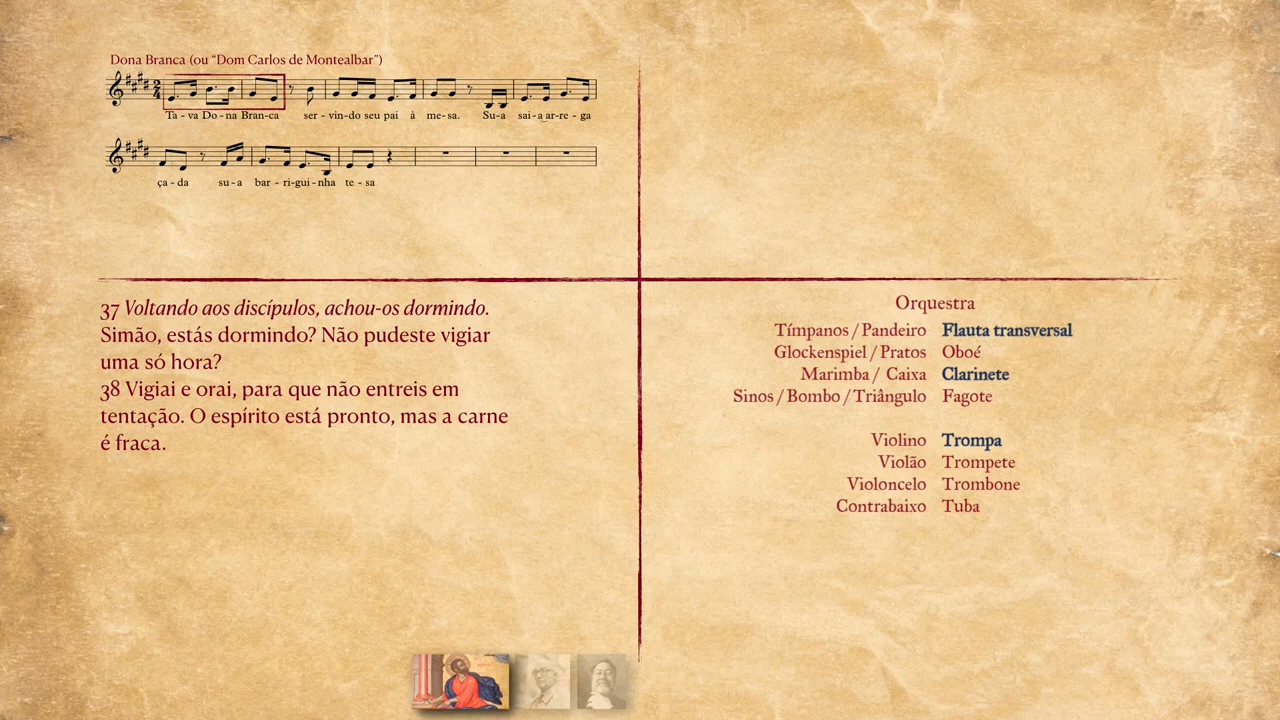 Dona Branca (ou “Dom Carlos de Montealbar”)
2
4
Ta - va Do - na Bran-ca ser - vin-do seu pai à me-sa. Su-a sai-a ar-re - ga
ça-da su-a bar - ri-gui-nha te-sa
37 Voltando aos discípulos, achou-os dormindo.
Simão, estás dormindo? Não pudeste vigiar
uma só hora?
38 Vigiai e orai, para que não entreis em
tentação. O espírito está pronto, mas a carne
é fraca.
Orquestra
Tímpanos / Pandeiro Flauta transversal
Glockenspiel / Pratos Oboé
Marimba / Caixa Clarinete
Sinos / Bombo / Triângulo Fagote
Violino Trompa
Violão Trompete
Violoncelo Trombone
Contrabaixo Tuba